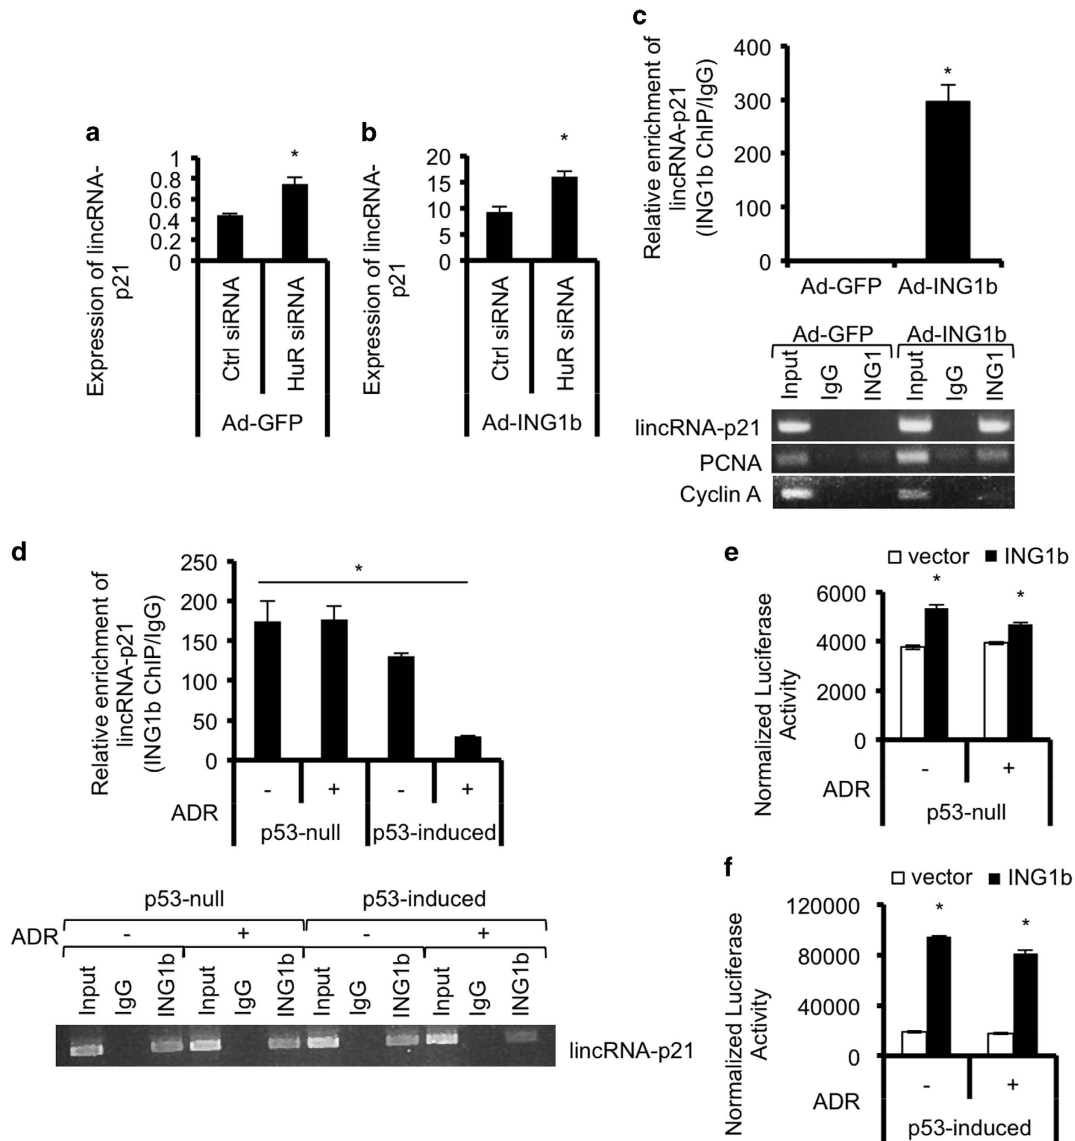 a
Expression of lincRNA-
p21
1
0.8
0.6
0.4
0.2
0
*
Ctrl siRNA
HuR siRNA
Ad-GFP
b
Expression of lincRNA-
p21
20
15
10
5
0
*
Ctrl siRNA
HuR siRNA
Ad-ING1b
c
Relative enrichment of
lincRNA-p21
(ING1b ChIP/IgG)
400
300
200
100
0
*
Ad-GFP Ad-ING1b
Ad-GFP Ad-ING1b
Input IgG ING1 Input IgG ING1
lincRNA-p21
PCNA
Cyclin A
d
Relative enrichment of
lincRNA-p21
(ING1b ChIP/IgG)
250
200
150
100
50
0
*
ADR - + - +
p53-null p53-induced
p53-null p53-induced
ADR - + - +
Input IgG ING1b Input IgG ING1b Input IgG ING1b Input IgG ING1b
lincRNA-p21
e
vector ING1b
Normalized Luciferase
Activity
6000
4000
2000
0
* *
ADR - +
p53-null
f
vector ING1b
Normalized Luciferase
Activity
120000
80000
40000
0
* *
ADR - +
p53-induced